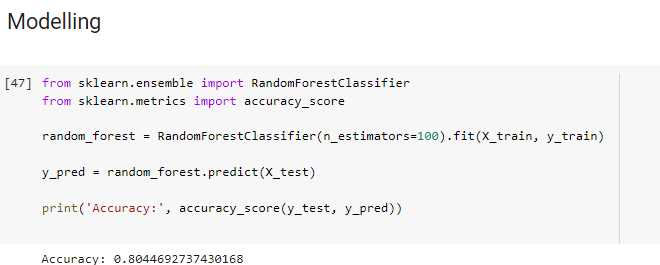 Modelling
[47] from sklearn.ensemble import RandomForestClassifier
from sklearn.metrics import accuracy_score
random_forest = RandomForestClassifier(n_estimators=100).fit(X_train, y_train)
y_pred = random_forest.predict(X_test)
print('Accuracy:', accuracy_score(y_test, y_pred))
Accuracy: 0.8044692737430168